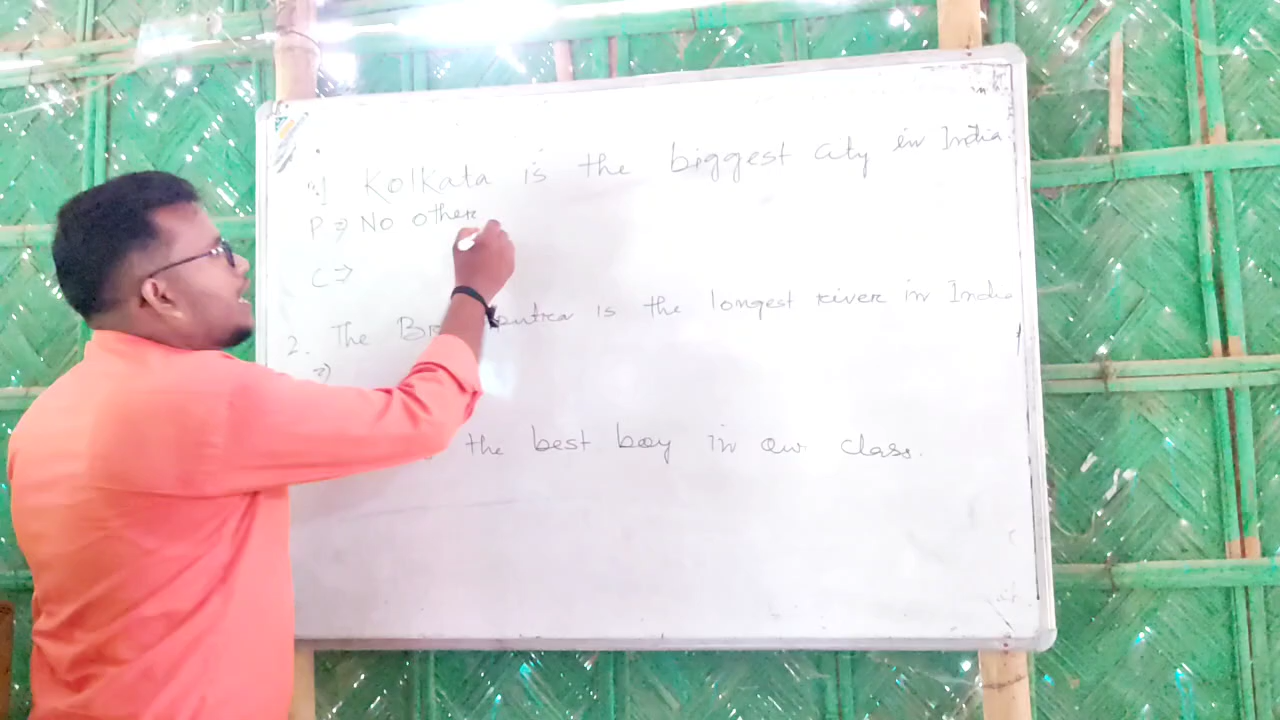 1] Kolkata is the biggest city in India.
P ⇒ No other
C ⇒
2. The is the longest river in India
⇒)
the best boy in our class.